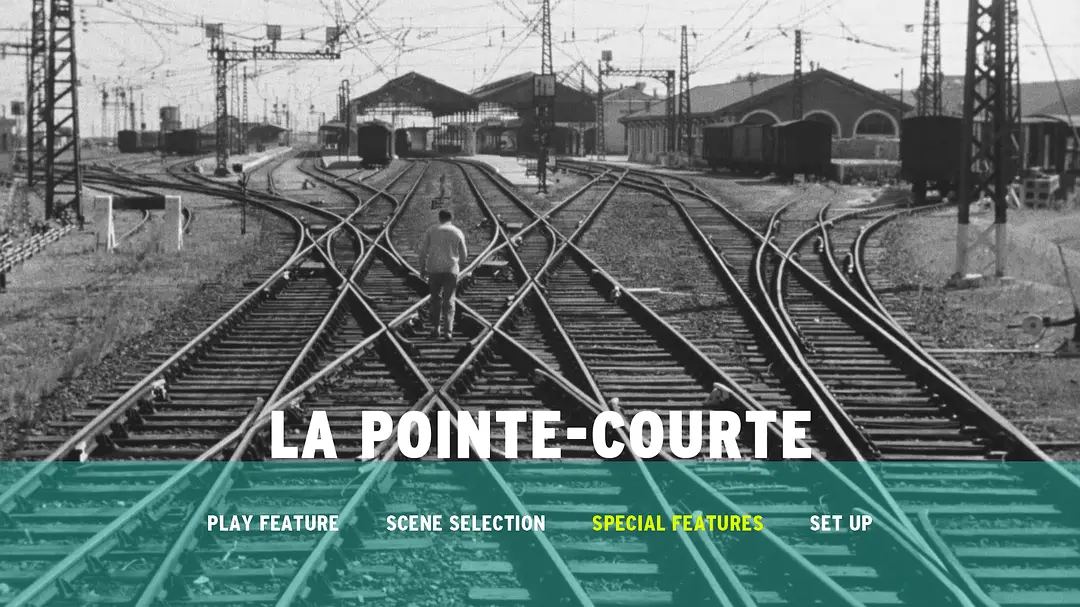 LA POINTE-COURTE
PLAY FEATURE SCENE SELECTION SPECIAL FEATURES SET UP